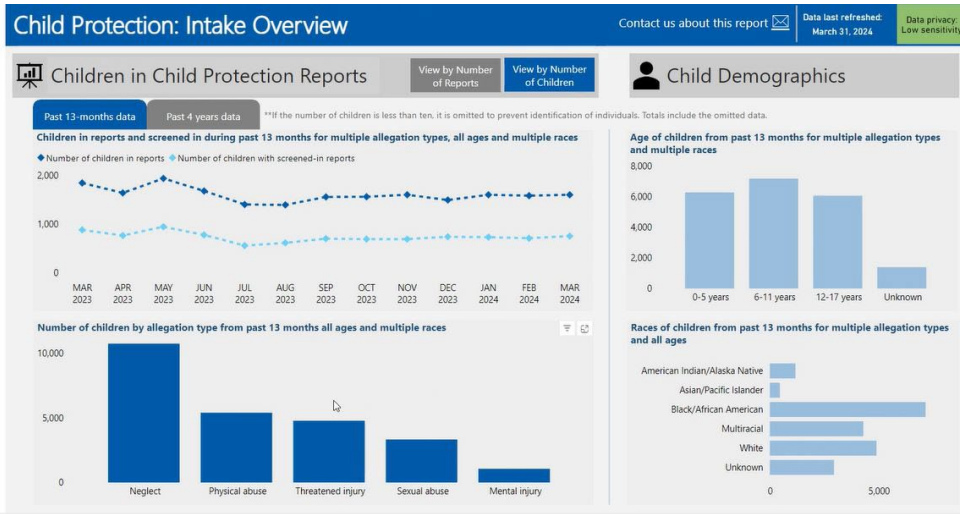 Child Protection: Intake Overview
Contact us about this report
Data last refreshed:
March 31, 2024
Data privacy:
Low sensitivity
Children in Child Protection Reports
View by Number
of Reports
View by Number
of Children
Child Demographics
Past 13-months data
Past 4 years data
**If the number of children is less than ten, it is omitted to prevent identification of individuals. Totals include the omitted data.
Children in reports and screened in during past 13 months for multiple allegation types, all ages and multiple races
Number of children in reports
Number of children with screened-in reports
2,000
1,000
0
MAR APR MAY JUN JUL AUG SEP OCT NOV DEC JAN FEB MAR
2023 2023 2023 2023 2023 2023 2023 2023 2023 2023 2024 2024 2024
Age of children from past 13 months for multiple allegation types
and multiple races
8,000
6,000
4,000
2,000
0
0-5 years 6-11 years 12-17 years Unknown
Number of children by allegation type from past 13 months all ages and multiple races
10,000
5,000
0
Neglect Physical abuse Threatened injury Sexual abuse Mental injury
Races of children from past 13 months for multiple allegation types
and all ages
American Indian/Alaska Native
Asian/Pacific Islander
Black/African American
Multiracial
White
Unknown
0 5,000